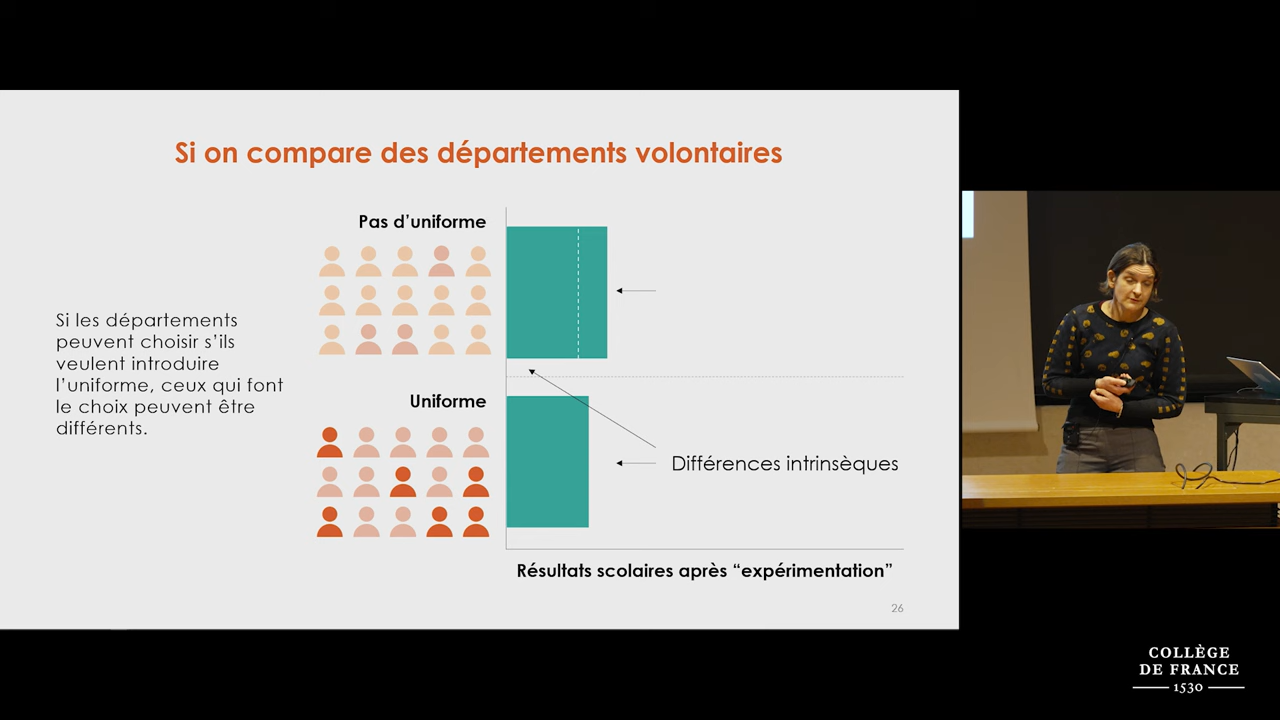 Si on compare des départements volontaires
Pas d’uniforme
Si les départements
peuvent choisir s’ils
veulent introduire
l’uniforme, ceux qui font
le choix peuvent être
différents.
Uniforme
Différences intrinsèques
Résultats scolaires après “expérimentation”
26
COLLÈGE
DE FRANCE
1530